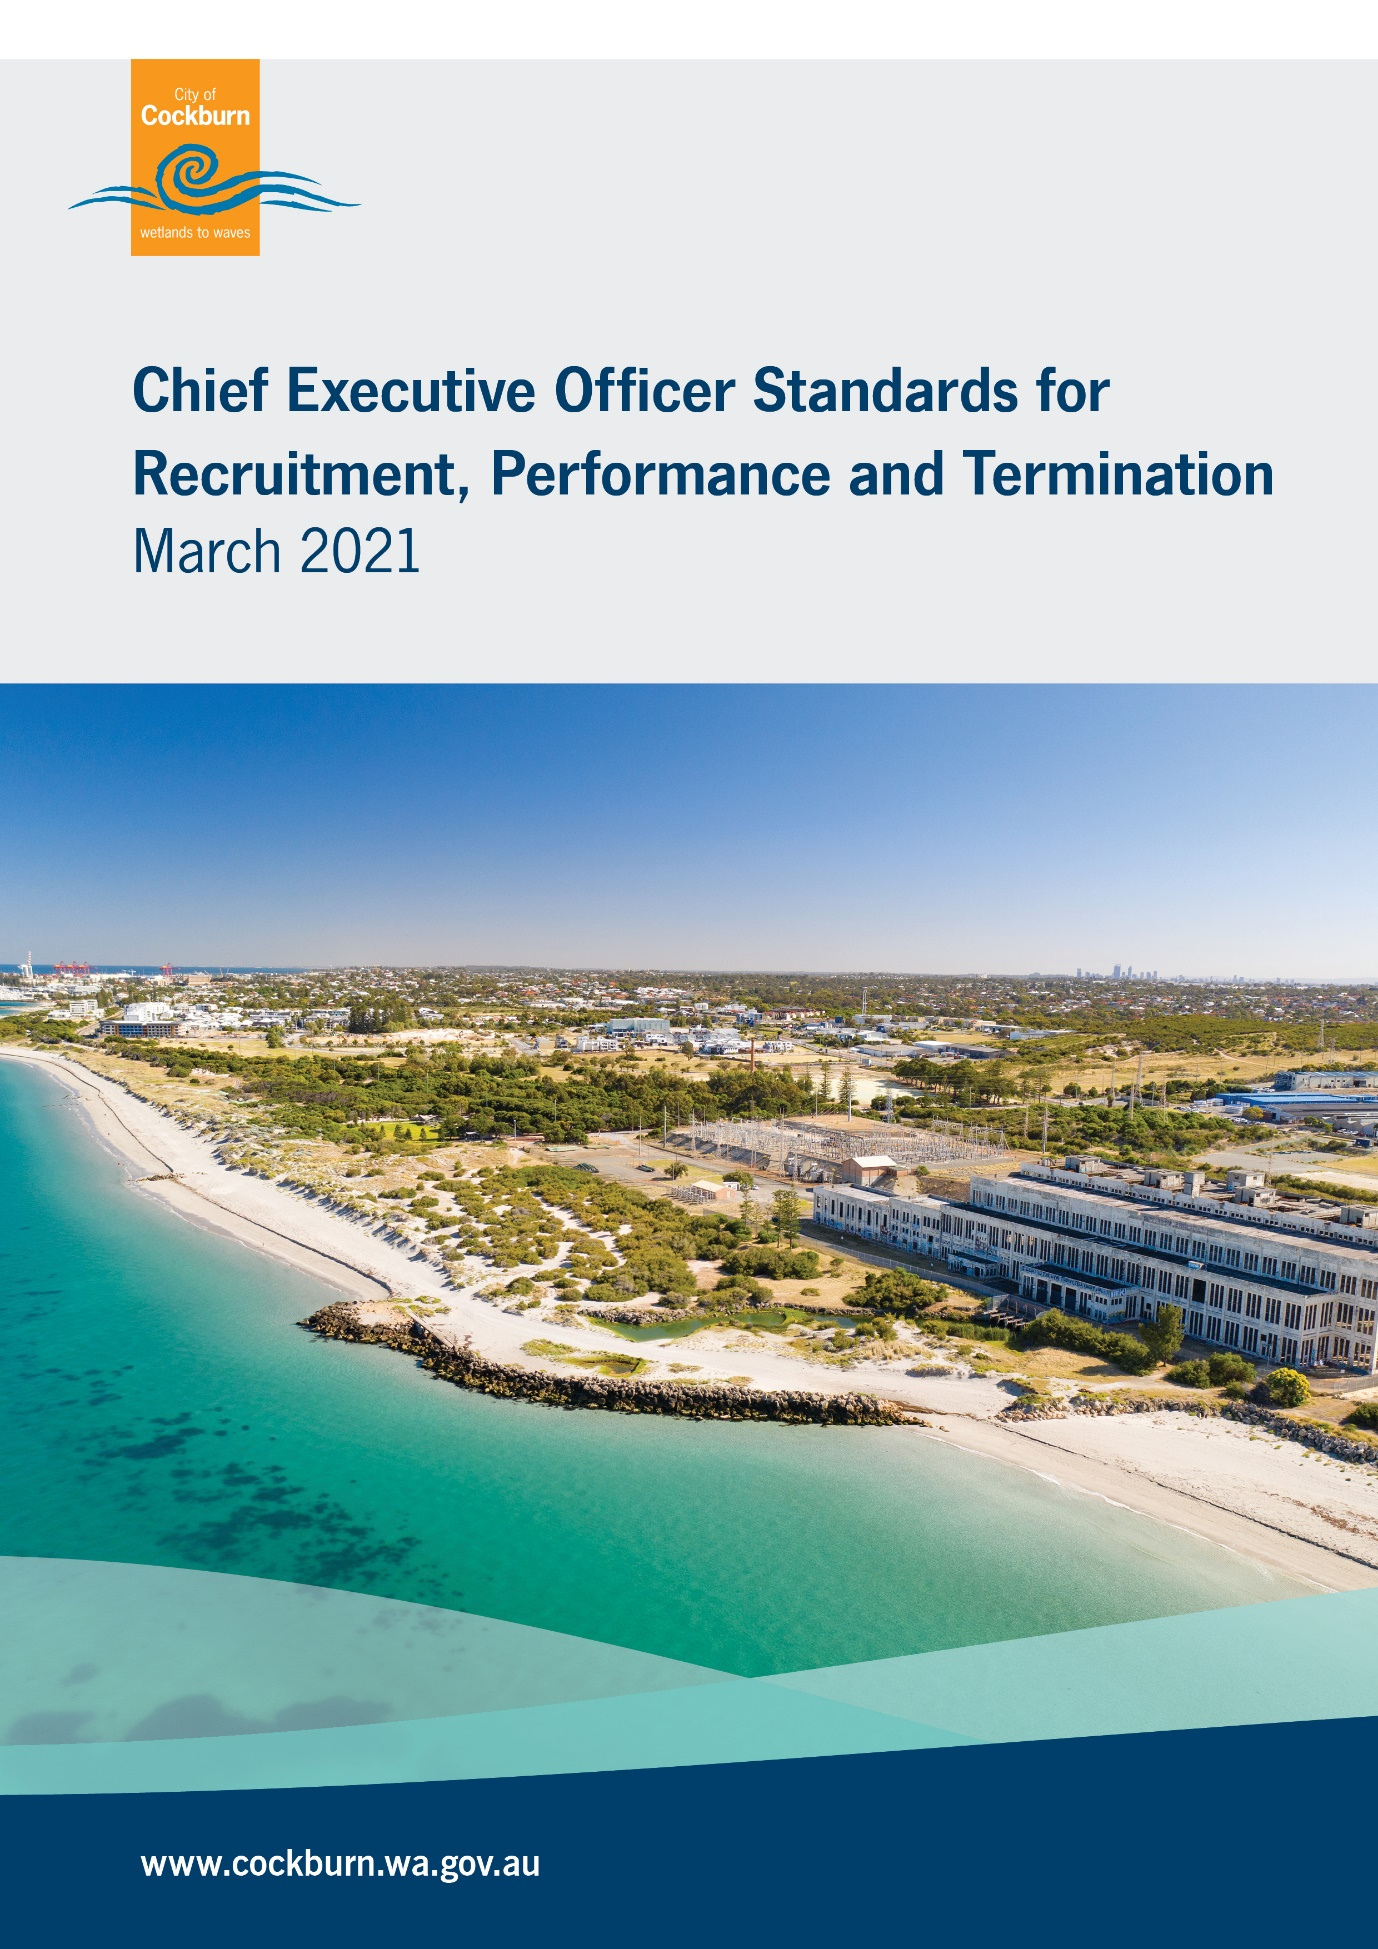 City of
Cockburn
wetlands to waves
Chief Executive Officer Standards for
Recruitment, Performance and Termination
March 2021
www.cockburn.wa.gov.au